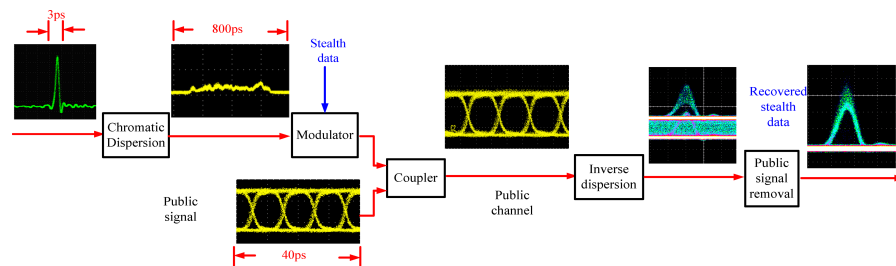 3ps
800ps
Stealth
data
Chromatic
Dispersion
Modulator
Public
signal
40ps
Coupler
Public
channel
Inverse
dispersion
Recovered
stealth
data
Public
signal
removal